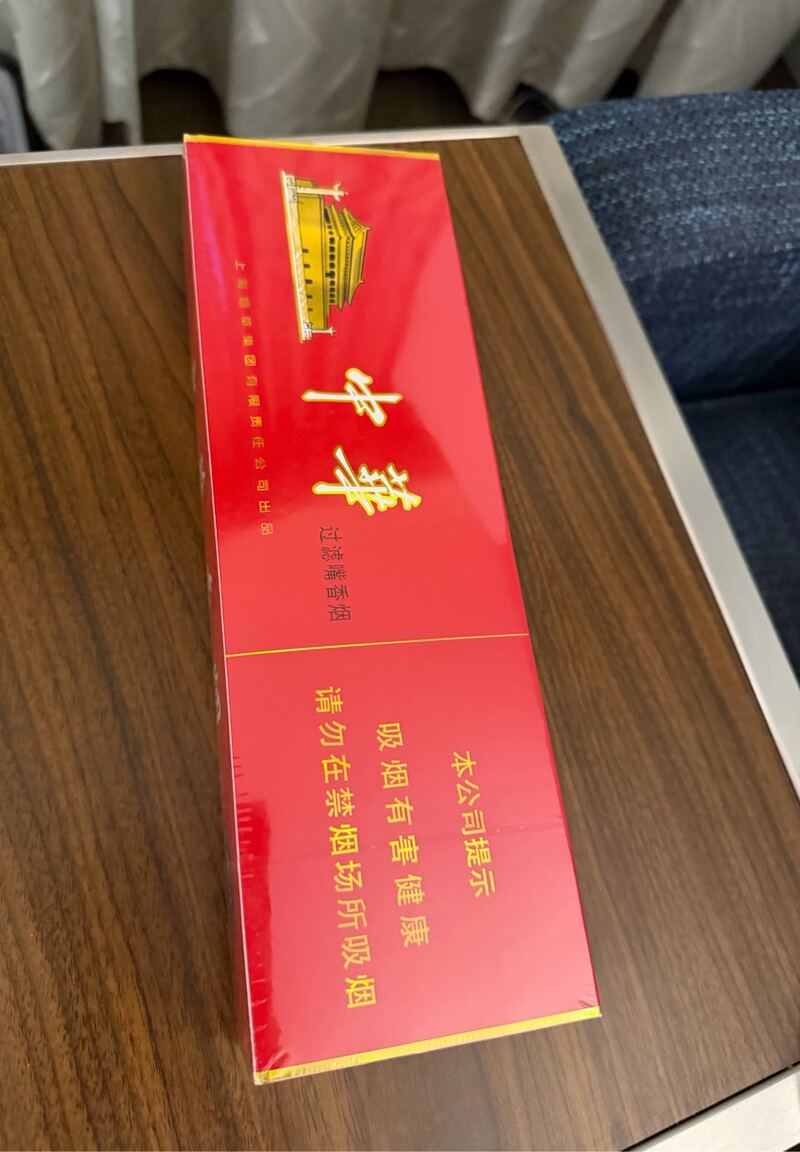 中華
过滤嘴香烟
上海烟草集团有限责任公司出品
本公司提示
吸烟有害健康
请勿在禁烟场所吸烟